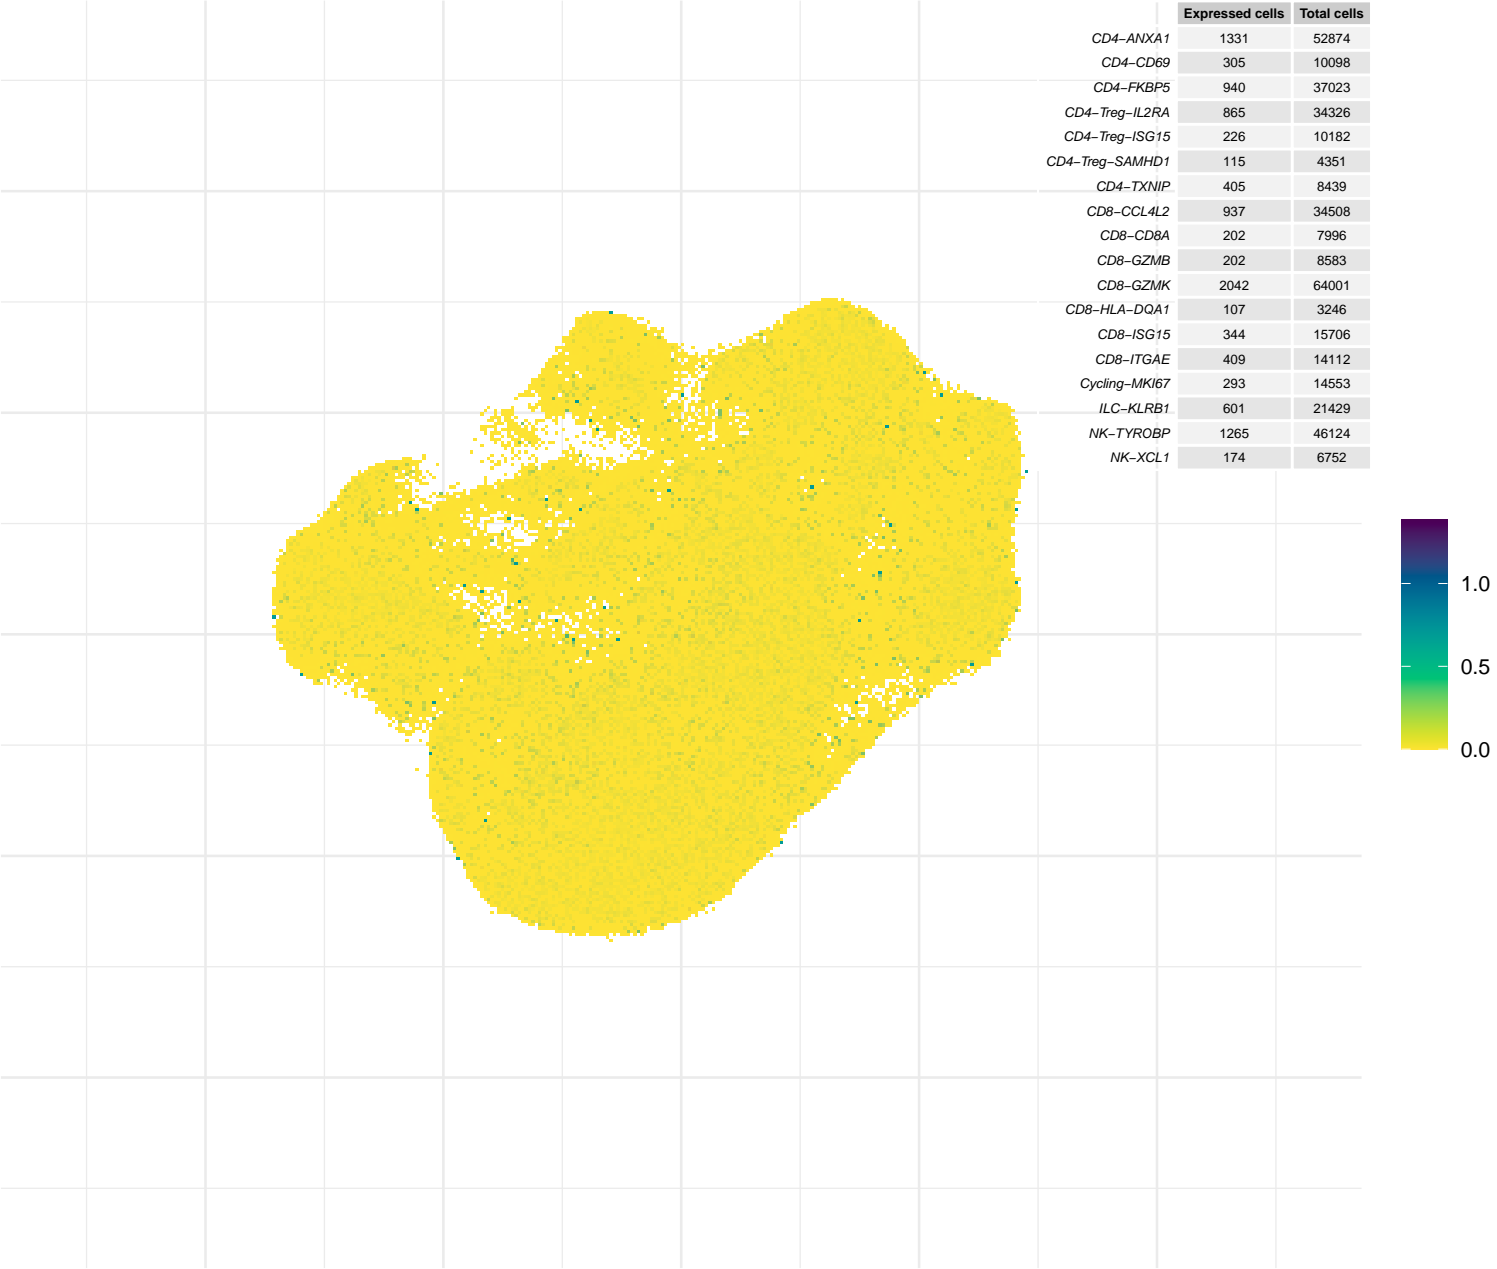 Expressed cells Total cells
CD4−ANXA1 1331 52874
CD4−CD69 305 10098
CD4−FKBP5 940 37023
CD4−Treg−IL2RA 865 34326
CD4−Treg−ISG15 226 10182
CD4−Treg−SAMHD1 115 4351
CD4−TXNIP 405 8439
CD8−CCL4L2 937 34508
CD8−CD8A 202 7996
CD8−GZMB 202 8583
CD8−GZMK 2042 64001
CD8−HLA−DQA1 107 3246
CD8−ISG15 344 15706
CD8−ITGAE 409 14112
Cycling−MKI67 293 14553
ILC−KLRB1 601 21429
NK−TYROBP 1265 46124
NK−XCL1 174 6752
1.0
0.5
0.0